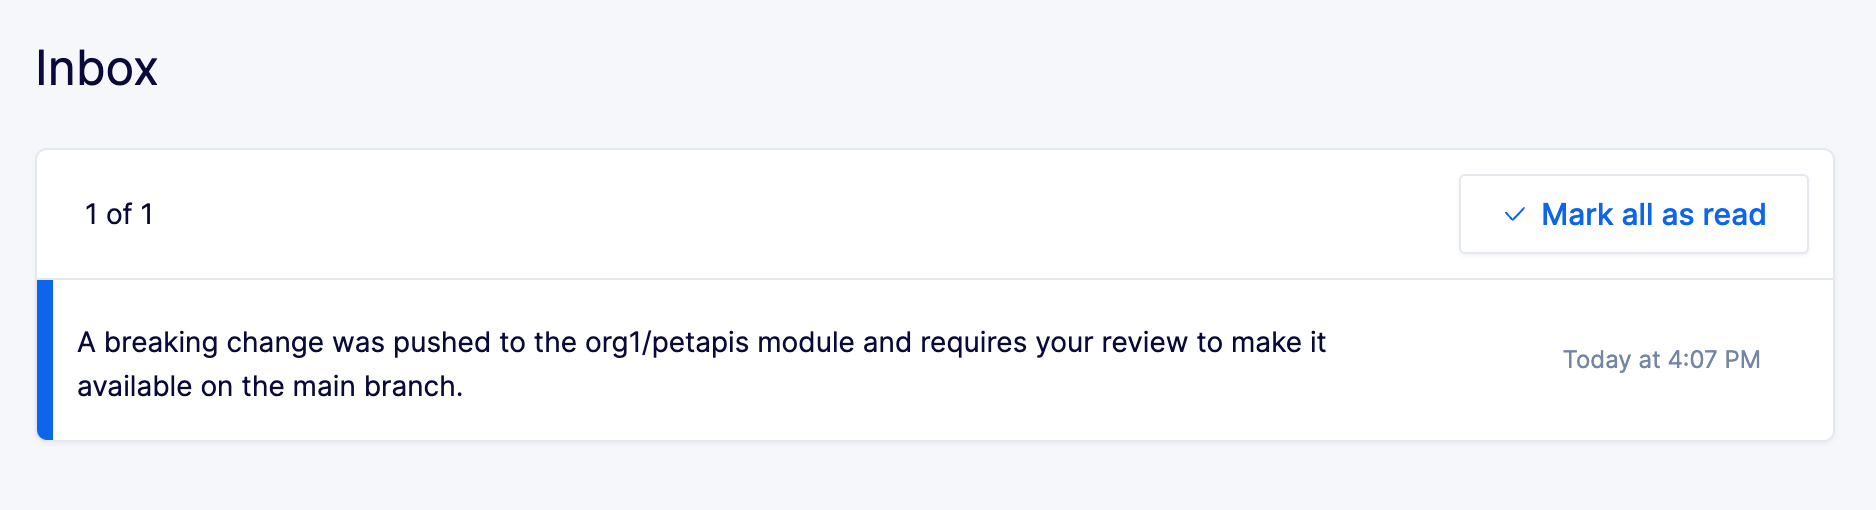 Inbox
1 of 1
Mark all as read
A breaking change was pushed to the org1/petapis module and requires your review to make it
available on the main branch.
Today at 4:07 PM